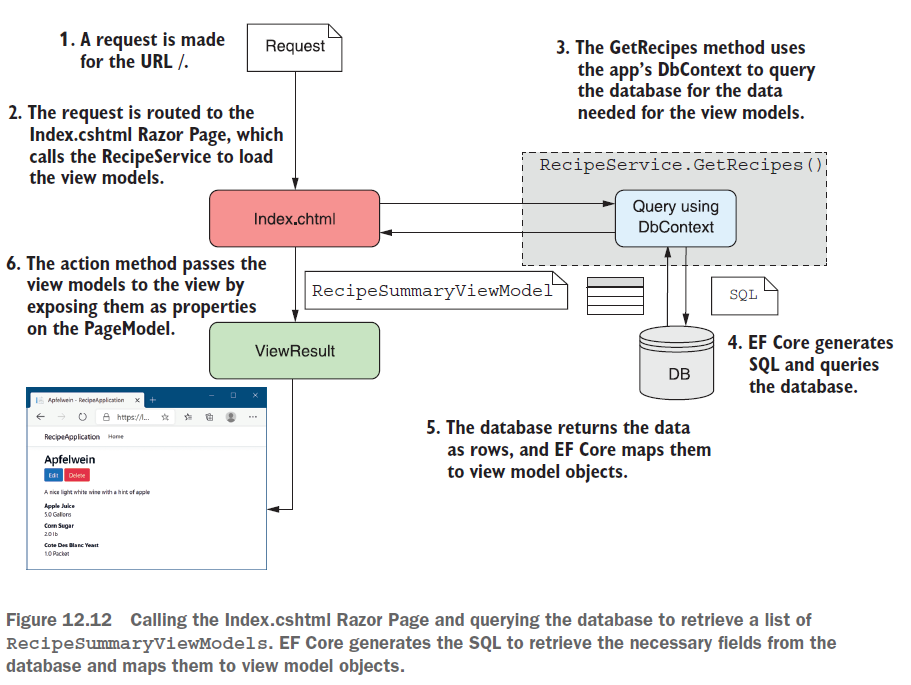 1. A request is made
for the URL /.
Request
3. The GetRecipes method uses
the app's DbContext to query
the database for the data
needed for the view models.
2. The request is routed to the
Index.cshtml Razor Page, which
calls the RecipeService to load
the view models.
RecipeService.GetRecipes()
Index.chtml
Query using
DbContext
6. The action method passes the
view models to the view by
exposing them as properties
on the PageModel.
RecipeSummaryViewModel
SQL
ViewResult
DB
4. EF Core generates
SQL and queries
the database.
5. The database returns the data
as rows, and EF Core maps them
to view model objects.
Apfelwein - RecipeApplication
https://l...
RecipeApplication Home
Apfelwein
Edit Delete
A nice light white wine with a hint of apple
Apple Juice
5.0 Gallons
Corn Sugar
2.0 lb
Cote Des Blanc Yeast
1.0 Packet
Figure 12.12 Calling the Index.cshtml Razor Page and querying the database to retrieve a list of
RecipeSummaryViewModels. EF Core generates the SQL to retrieve the necessary fields from the
database and maps them to view model objects.